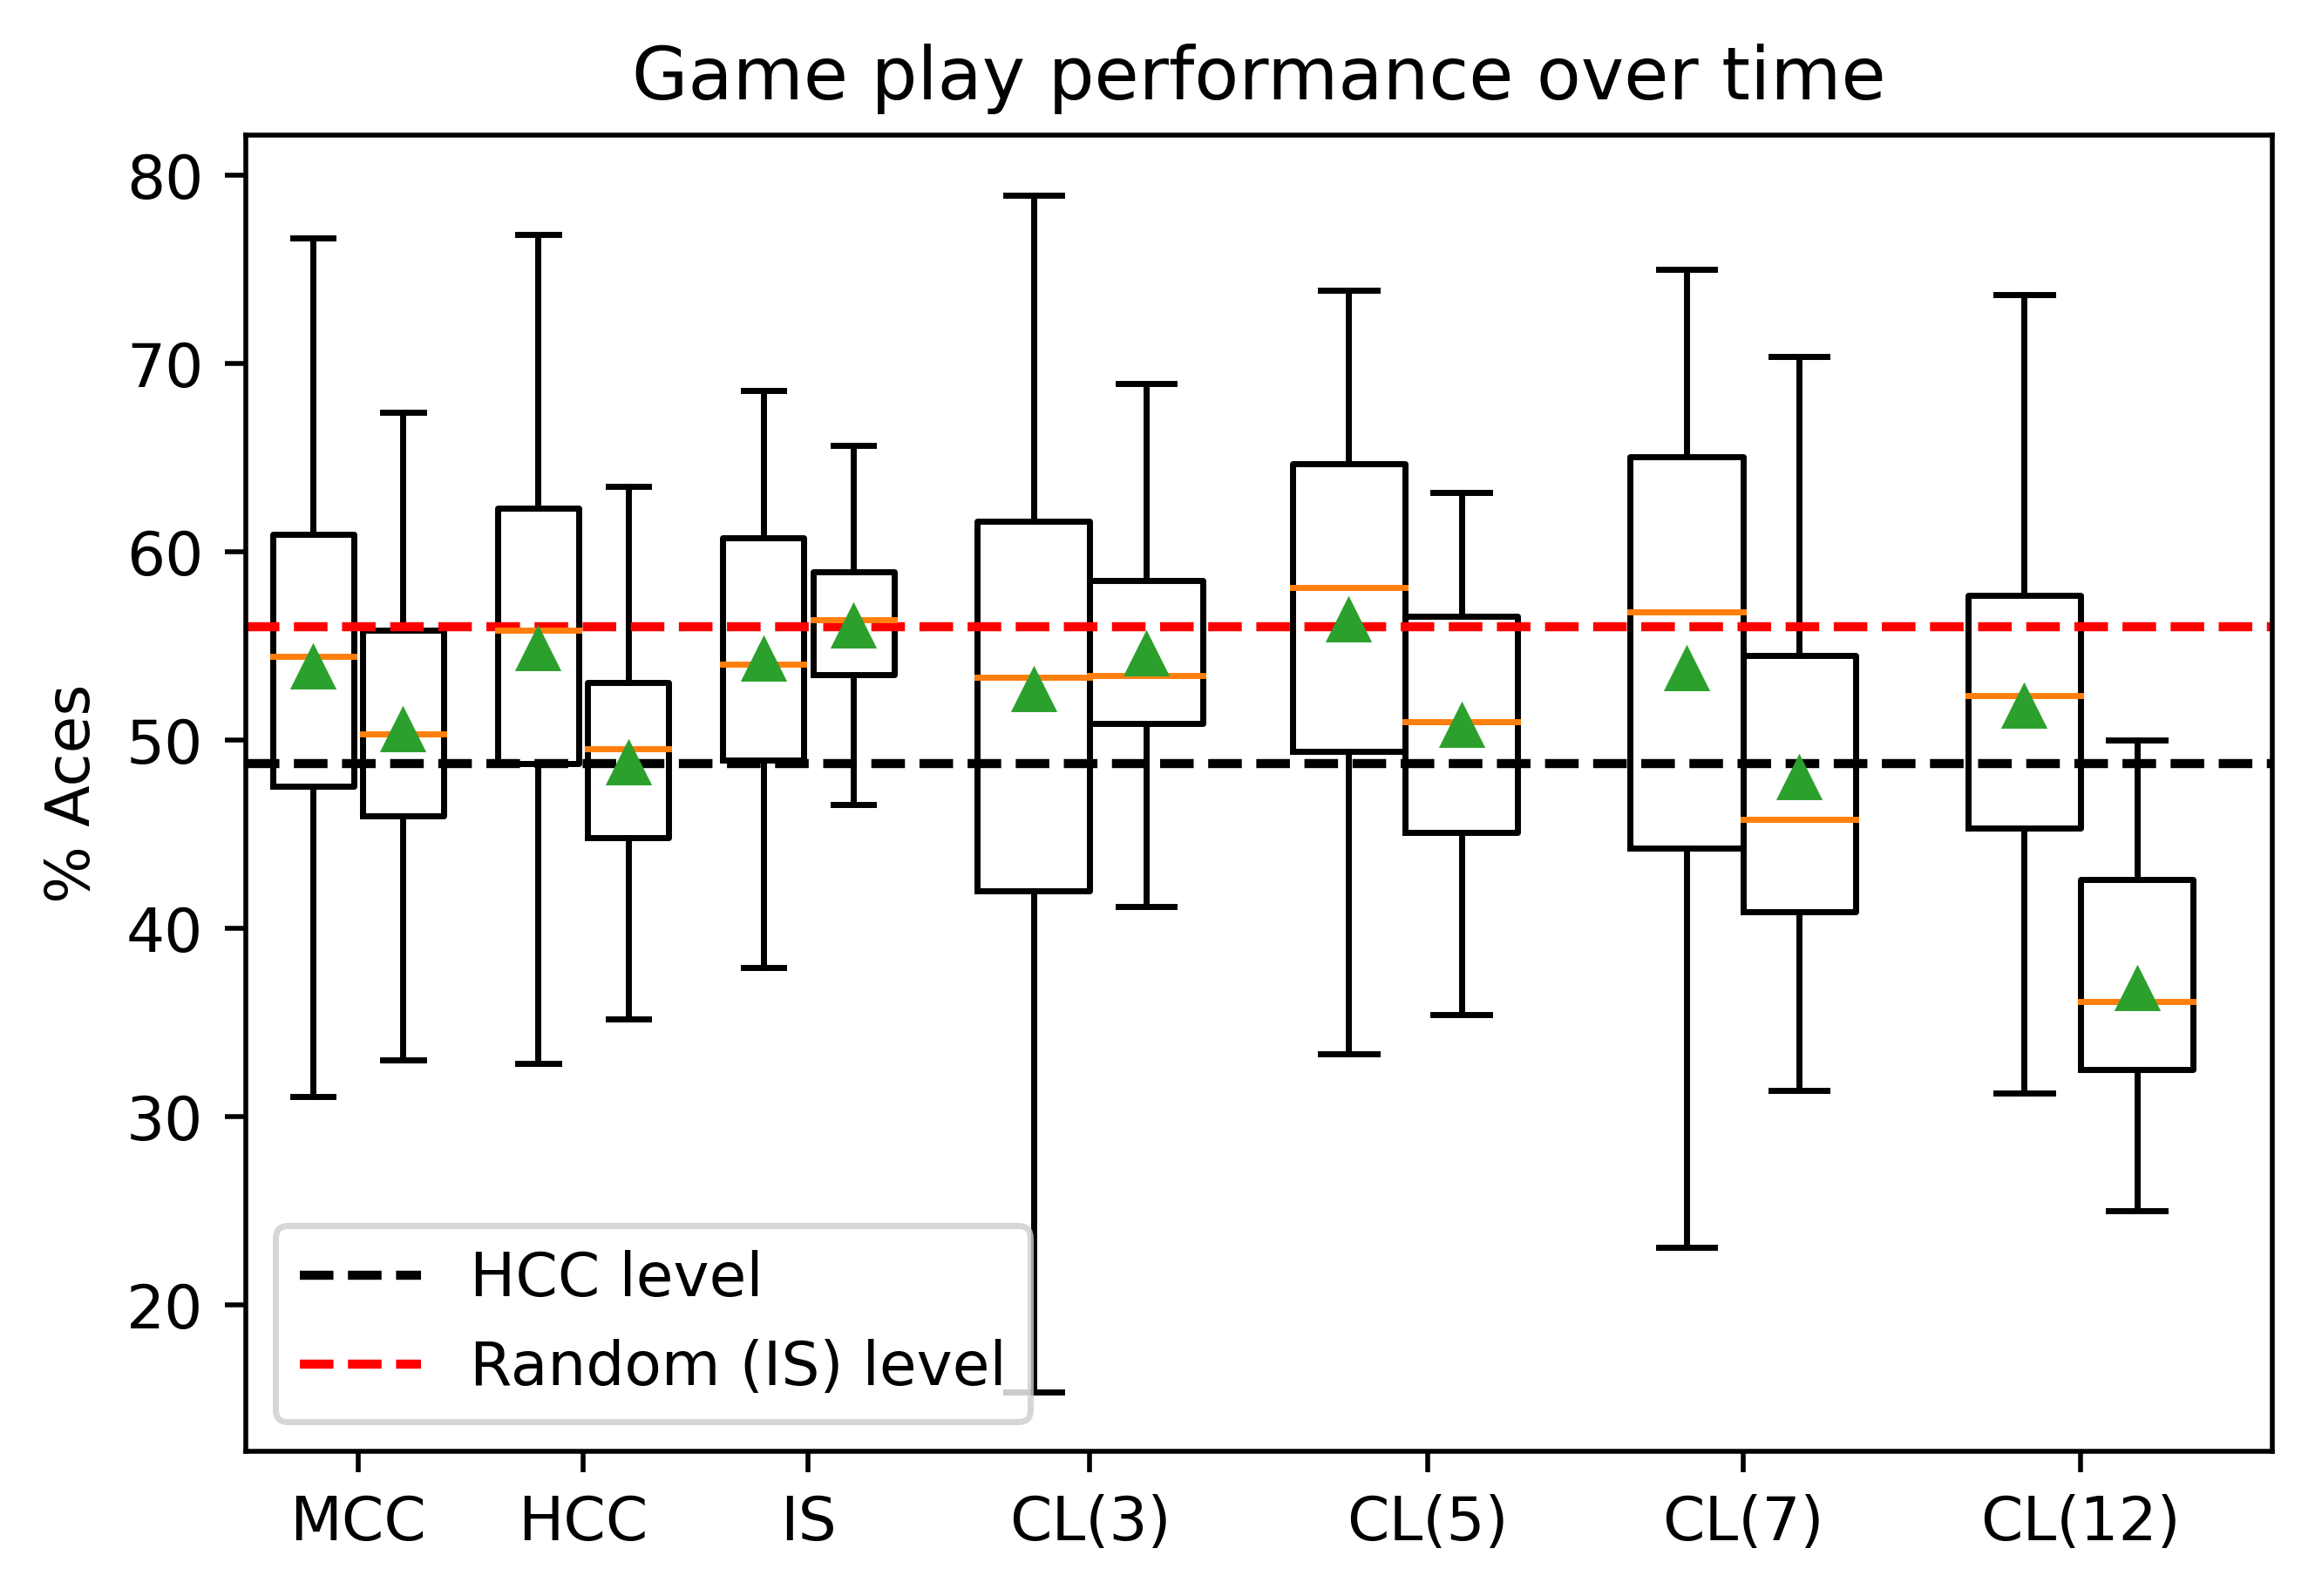 Game play performance over time
% Aces
80
70
60
50
40
30
20
HCC level
Random (IS) level
MCC HCC IS CL(3) CL(5) CL(7) CL(12)